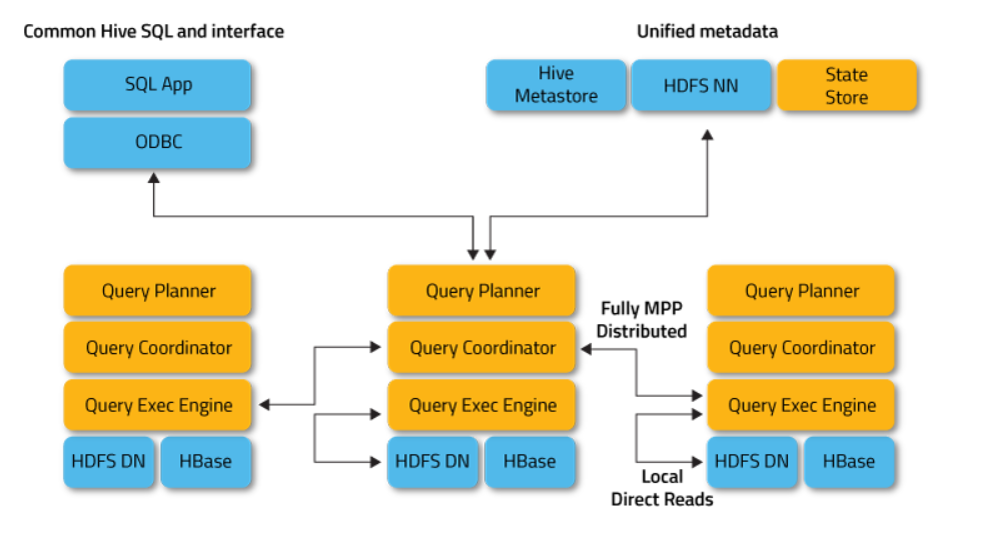 Common Hive SQL and interface
Unified metadata
SQL App
ODBC
Hive
Metastore
HDFS NN
State
Store
Query Planner
Query Coordinator
Query Exec Engine
HDFS DN
HBase
Query Planner
Query Coordinator
Query Exec Engine
HDFS DN
HBase
Fully MPP
Distributed
Query Planner
Query Coordinator
Query Exec Engine
HDFS DN
HBase
Local
Direct Reads